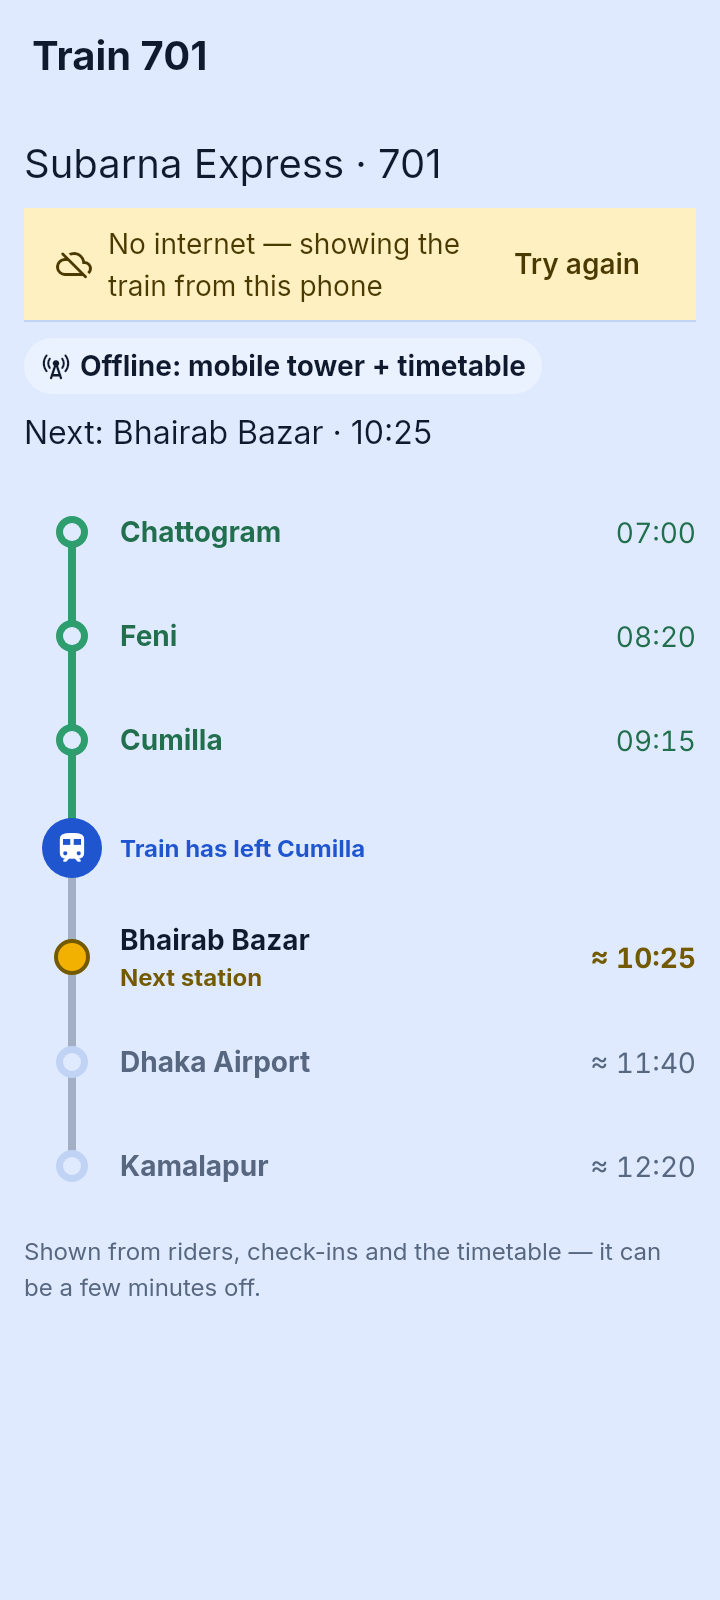 Train 701
Subarna Express · 701
No internet — showing the
train from this phone
Try again
Offline: mobile tower + timetable
Next: Bhairab Bazar · 10:25
Chattogram 07:00
Feni 08:20
Cumilla 09:15
Train has left Cumilla
Bhairab Bazar
Next station
≈ 10:25
Dhaka Airport ≈ 11:40
Kamalapur ≈ 12:20
Shown from riders, check-ins and the timetable — it can
be a few minutes off.